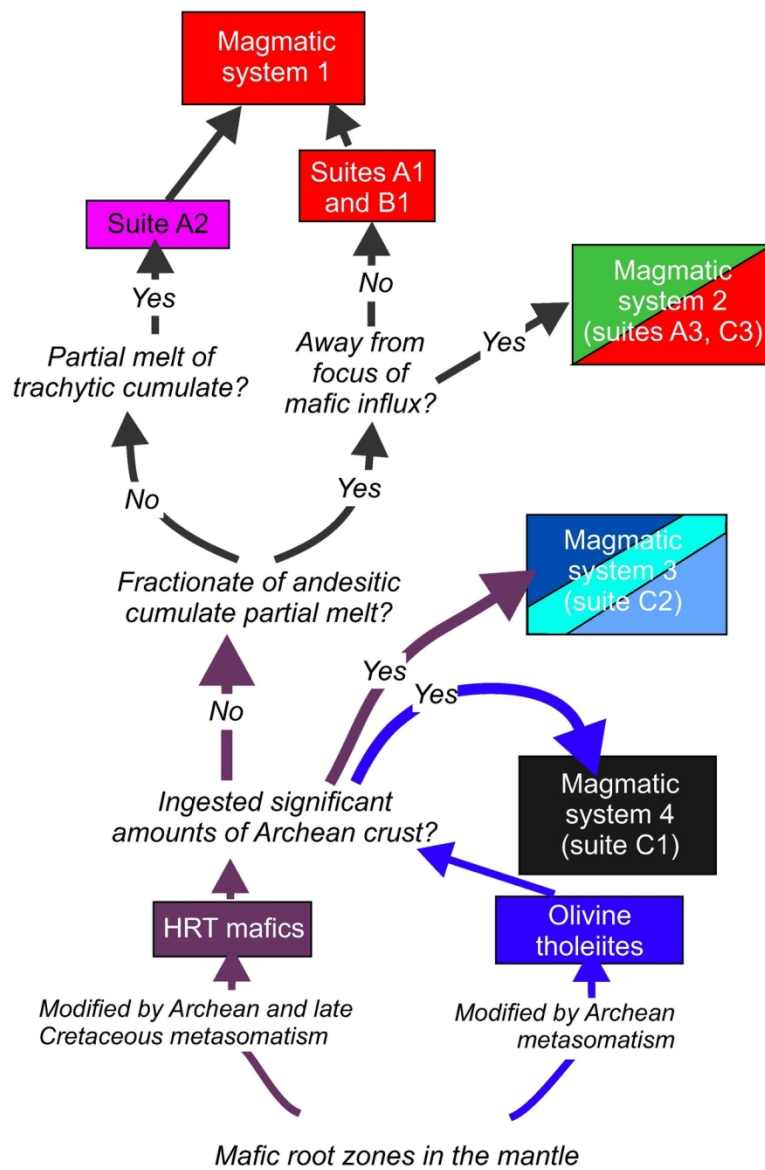 Magmatic
system 1
Suites A1
and B1
Suite A2
Yes
No
Magmatic
system 2
(suites A3, C3)
Partial melt of
trachytic cumulate?
Away from
focus of
mafic influx?
Yes
No
Yes
Fractionate of andesitic
cumulate partial melt?
Magmatic
system 3
(suite C2)
Yes
Yes
No
Ingested significant
amounts of Archean crust?
Magmatic
system 4
(suite C1)
HRT mafics
Olivine
tholeiites
Modified by Archean and late
Cretaceous metasomatism
Modified by Archean
metasomatism
Mafic root zones in the mantle